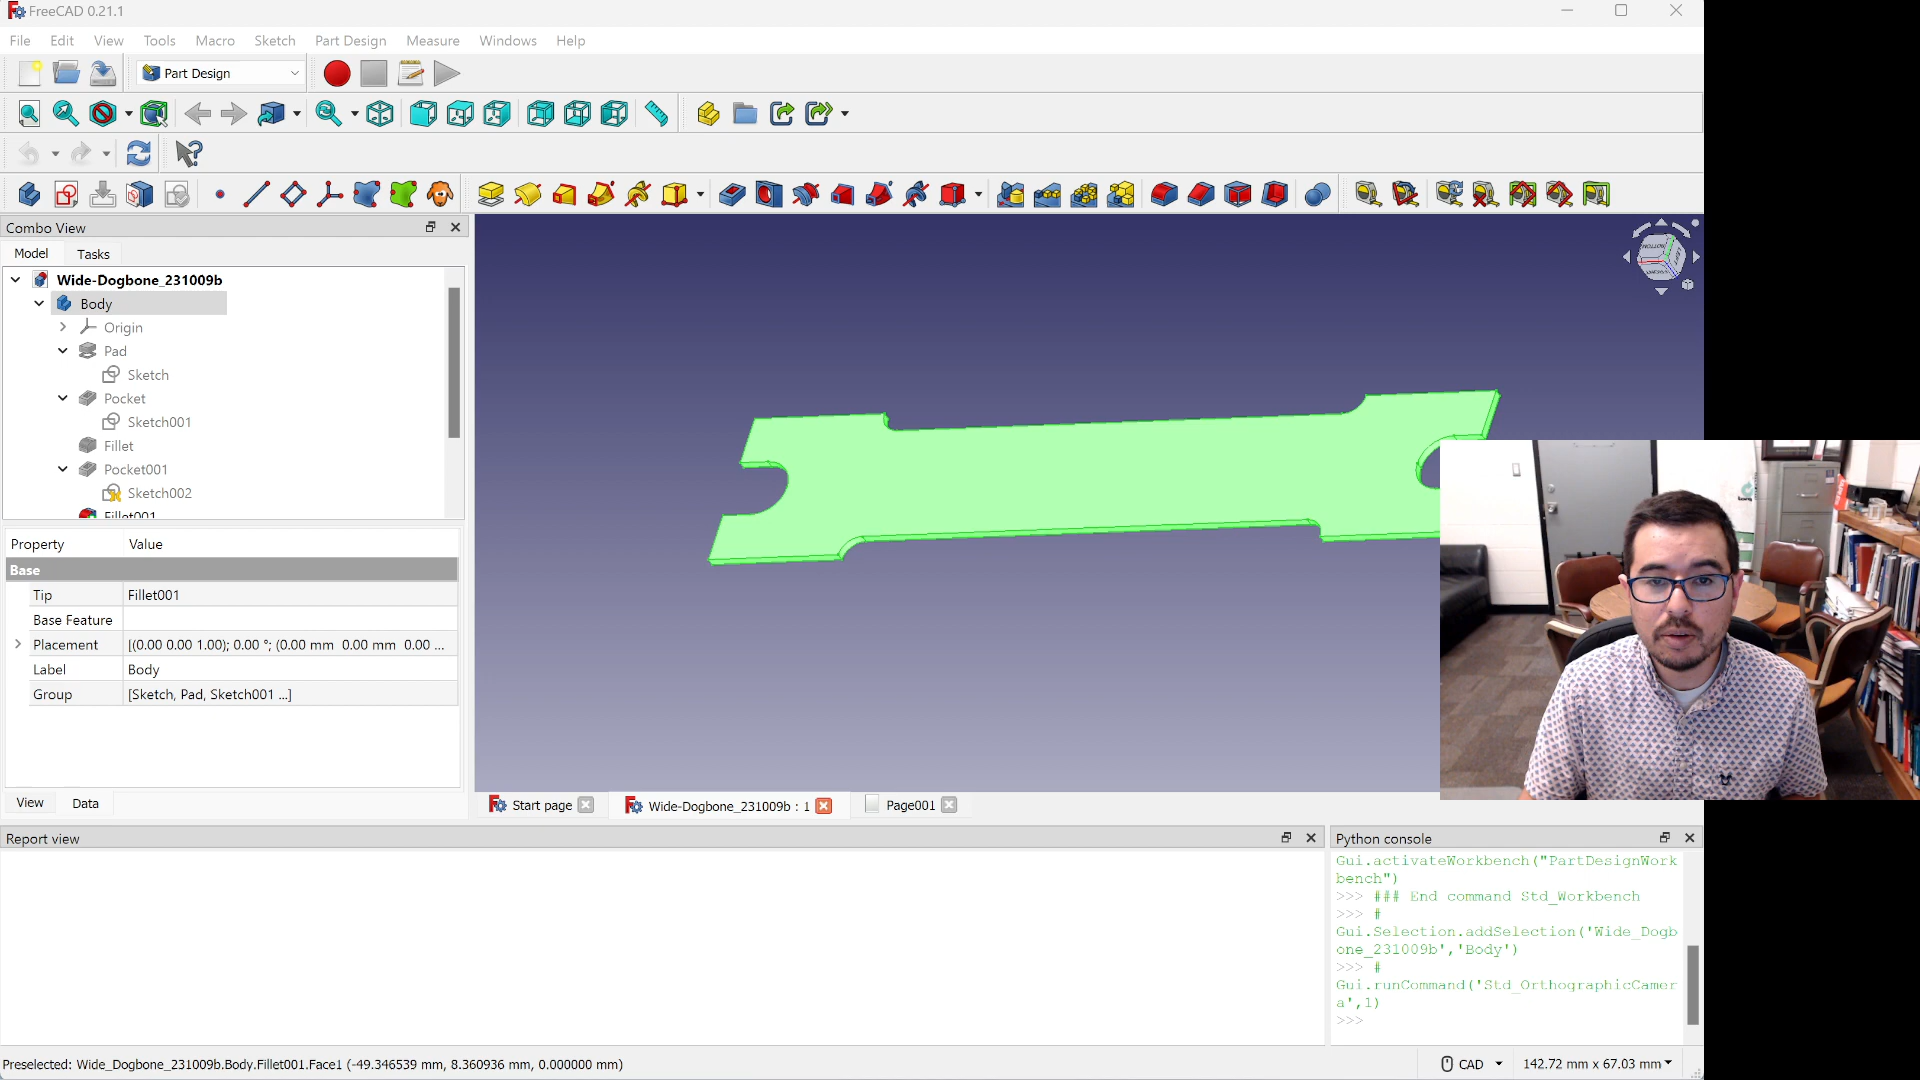 FreeCAD 0.21.1
File Edit View Tools Macro Sketch Part Design Measure Windows Help
Part Design
Combo View
Model Tasks
Wide-Dogbone_231009b
Body
Origin
Pad
Sketch
Pocket
Sketch001
Fillet
Pocket001
Sketch002
Fillet001
Property Value
Base
Tip Fillet001
Base Feature
Placement [(0.00 0.00 1.00); 0.00 °; (0.00 mm 0.00 mm 0.00 ...
Label Body
Group [Sketch, Pad, Sketch001 ...]
View Data
Start page Wide-Dogbone_231009b : 1 Page001
Report view
Python console
Gui.activateWorkbench("PartDesignWork
bench")
>>> ### End command Std_Workbench
>>> #
Gui.Selection.addSelection('Wide_Dogb
one_231009b','Body')
>>> #
Gui.runCommand('Std_OrthographicCamer
a',1)
>>>
Preselected: Wide_Dogbone_231009b.Body.Fillet001.Face1 (-49.346539 mm, 8.360936 mm, 0.000000 mm)
CAD 142.72 mm x 67.03 mm